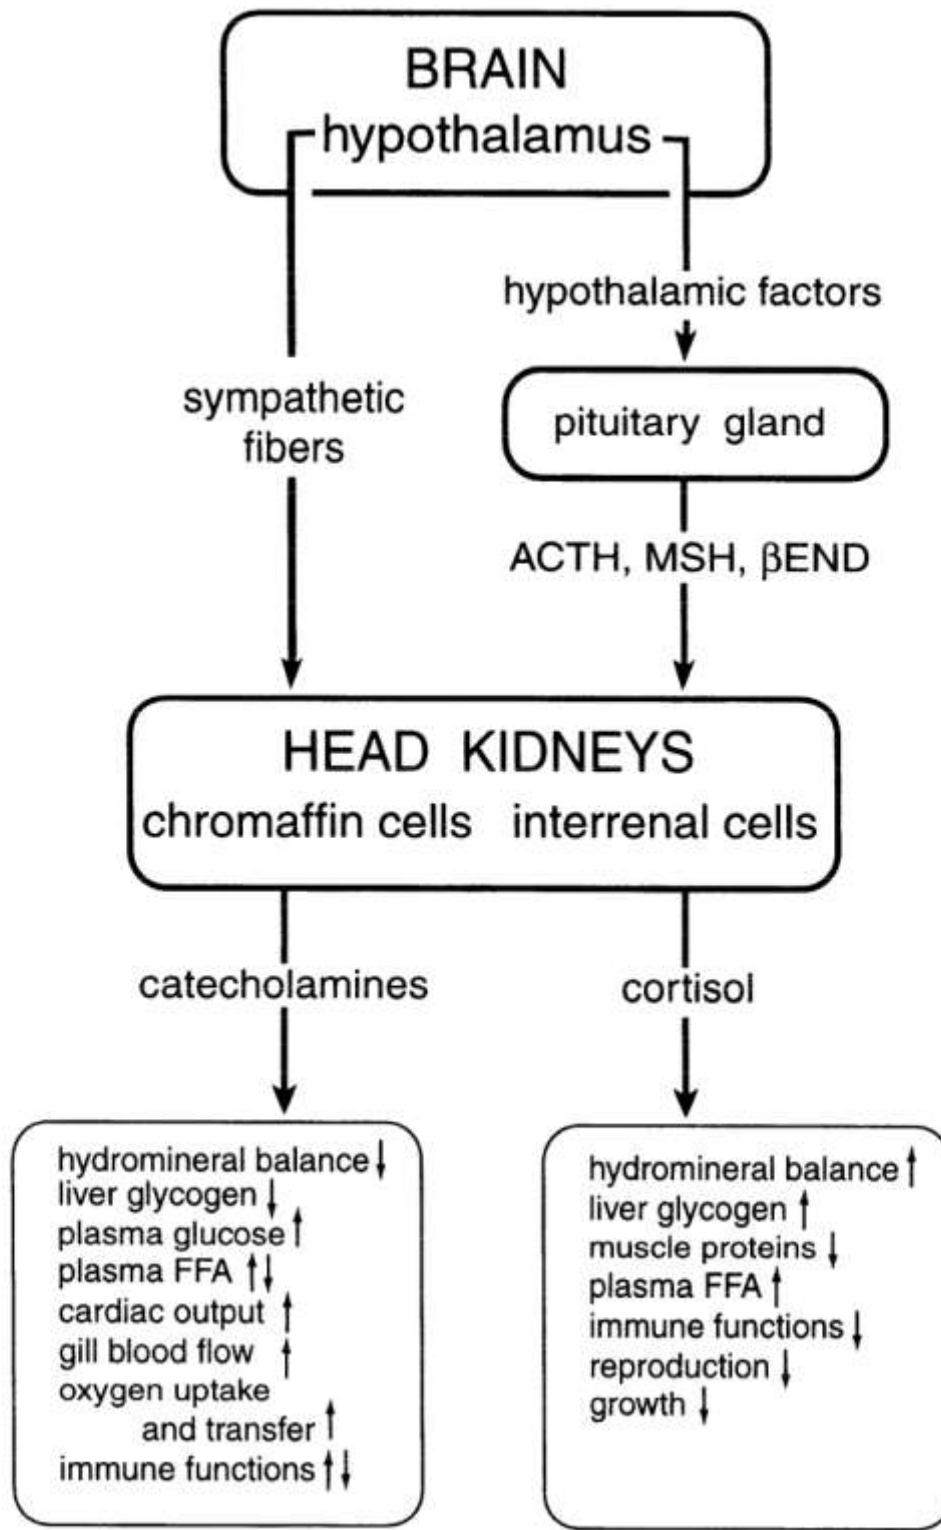 BRAIN
hypothalamus
hypothalamic factors
sympathetic
fibers
pituitary gland
ACTH, MSH, βEND
HEAD KIDNEYS
chromaffin cells interrenal cells
catecholamines
cortisol
hydromineral balance ↓
liver glycogen ↓
plasma glucose ↑
plasma FFA ↑↓
cardiac output ↑
gill blood flow ↑
oxygen uptake
and transfer ↑
immune functions ↑↓
hydromineral balance ↑
liver glycogen ↑
muscle proteins ↓
plasma FFA ↑
immune functions ↓
reproduction ↓
growth ↓